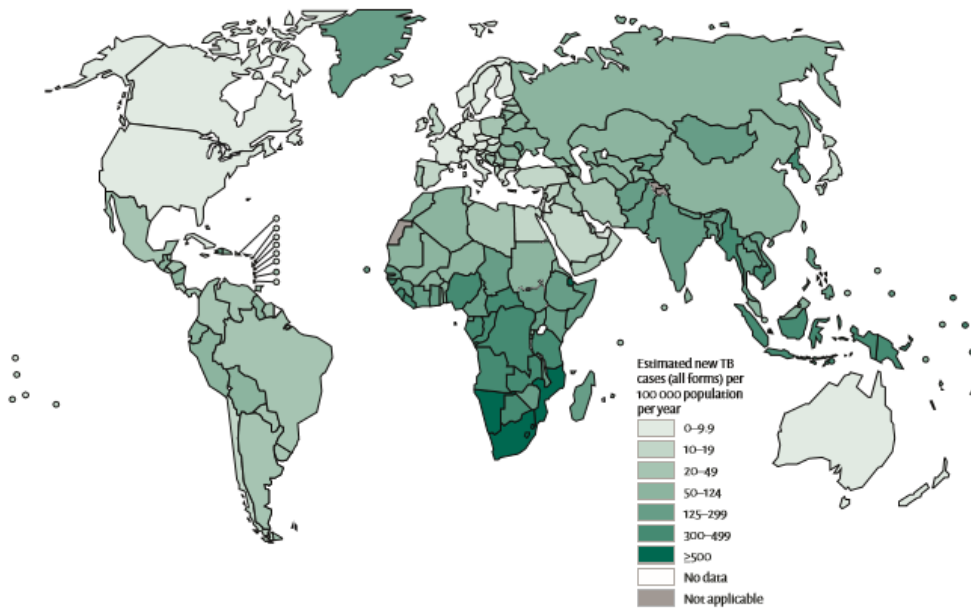 Estimated new TB
cases (all forms) per
100 000 population
per year
0–9.9
10–19
20–49
50–124
125–299
300–499
≥500
No data
Not applicable